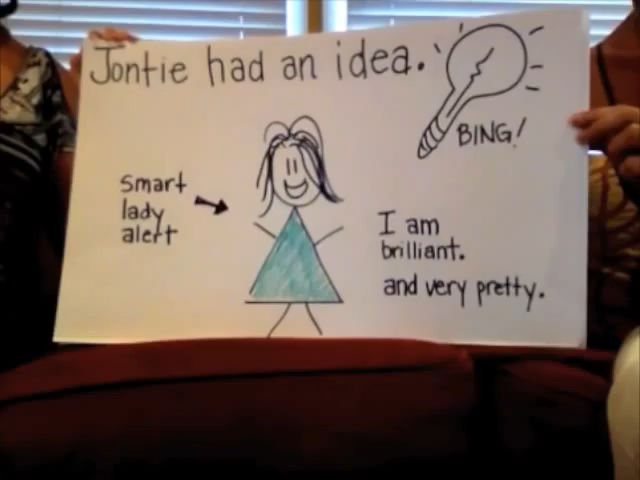 Jontie had an idea.
BING!
smart
lady
alert
I am
brilliant.
and very pretty.